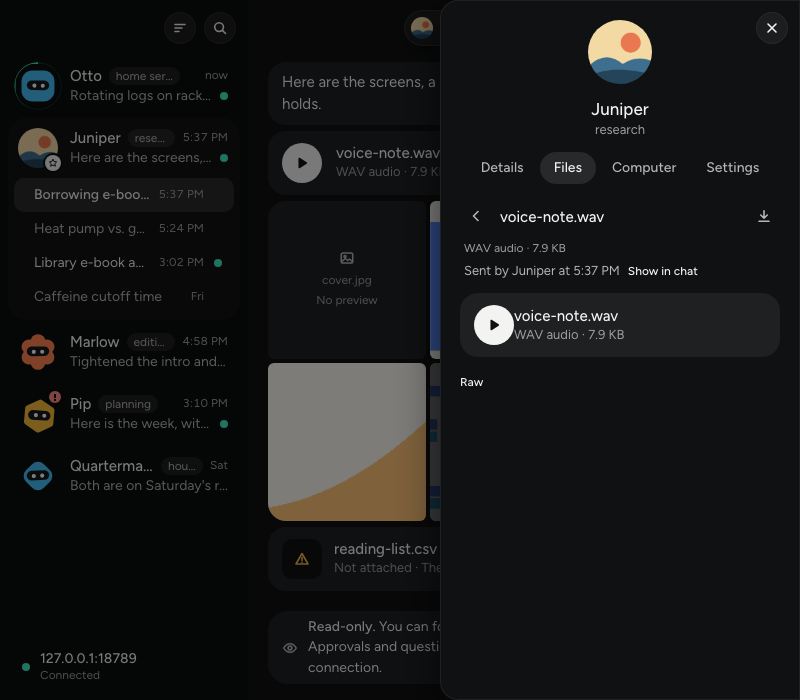 Otto home ser... now
Rotating logs on rack...
Juniper rese... 5:37 PM
Here are the screens,...
Borrowing e-boo... 5:37 PM
Heat pump vs. g... 5:24 PM
Library e-book a... 3:02 PM
Caffeine cutoff time Fri
Marlow editi... 4:58 PM
Tightened the intro and...
Pip planning 3:10 PM
Here is the week, wit...
Quarterma... hou... Sat
Both are on Saturday's r...
127.0.0.1:18789
Connected
Here are the screens, a
holds.
voice-note.wav
WAV audio · 7.9 K
cover.jpg
No preview
reading-list.csv
Not attached · The
Read-only. You can fo
Approvals and questi
connection.
Juniper
research
Details Files Computer Settings
voice-note.wav
WAV audio · 7.9 KB
Sent by Juniper at 5:37 PM Show in chat
voice-note.wav
WAV audio · 7.9 KB
Raw